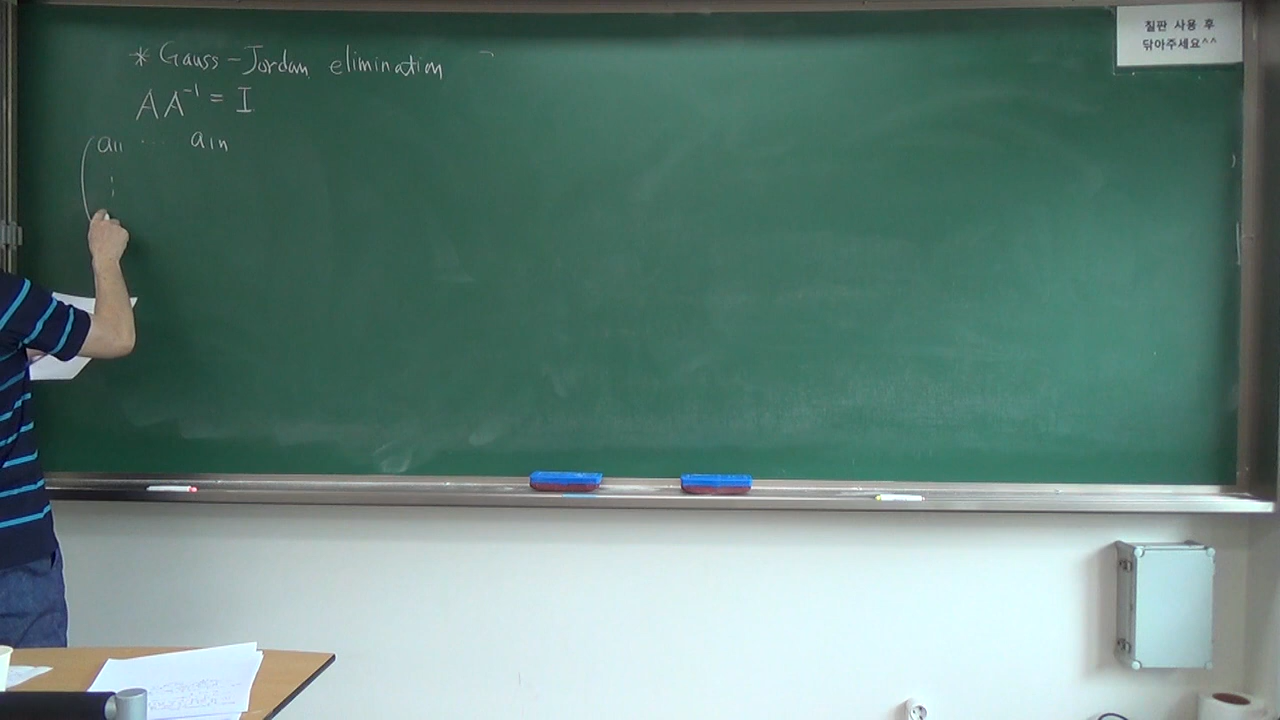 * Gauss-Jordan elimination
AA⁻¹ = I
a11 ... a1n
칠판 사용 후
닦아주세요^^